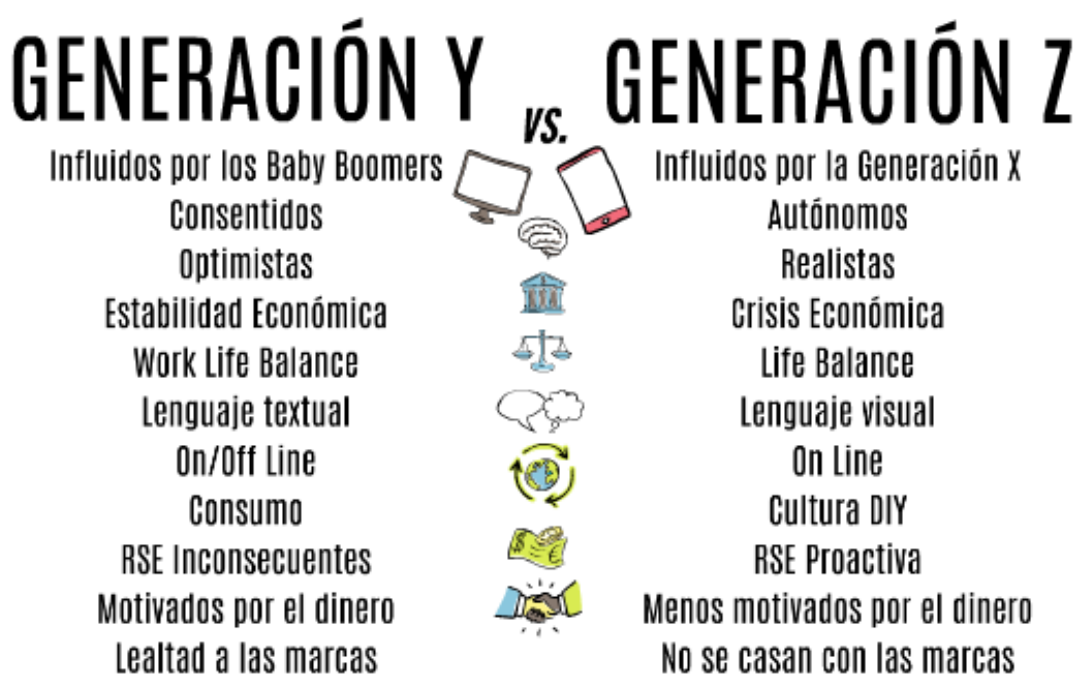 GENERACIÓN Y
vs.
GENERACIÓN Z
Influidos por los Baby Boomers
Influidos por la Generación X
Consentidos
Autónomos
Optimistas
Realistas
Estabilidad Económica
Crisis Económica
Work Life Balance
Life Balance
Lenguaje textual
Lenguaje visual
On/Off Line
On Line
Consumo
Cultura DIY
RSE Inconsecuentes
RSE Proactiva
Motivados por el dinero
Menos motivados por el dinero
Lealtad a las marcas
No se casan con las marcas